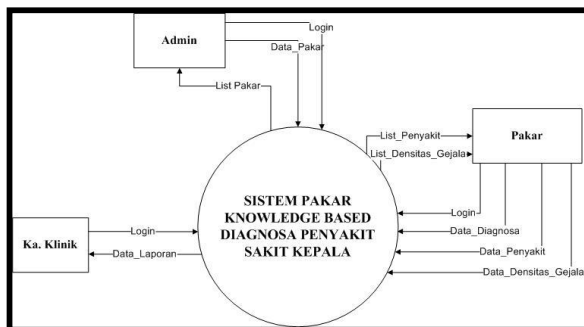 Login
Admin
Data_Pakar
List Pakar
List_Penyakit
Pakar
List_Densitas_Gejala
SISTEM PAKAR
KNOWLEDGE BASED
DIAGNOSA PENYAKIT
SAKIT KEPALA
Login
Data_Diagnosa
Data_Penyakit
Data_Densitas_Gejala
Login
Ka. Klinik
Data_Laporan